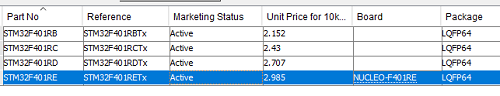 Part No Reference Marketing Status Unit Price for 10k... Board Package
STM32F401RB STM32F401RBTx Active 2.152 LQFP64
STM32F401RC STM32F401RCTx Active 2.43 LQFP64
STM32F401RD STM32F401RDTx Active 2.707 LQFP64
STM32F401RE STM32F401RETx Active 2.985 NUCLEO-F401RE LQFP64